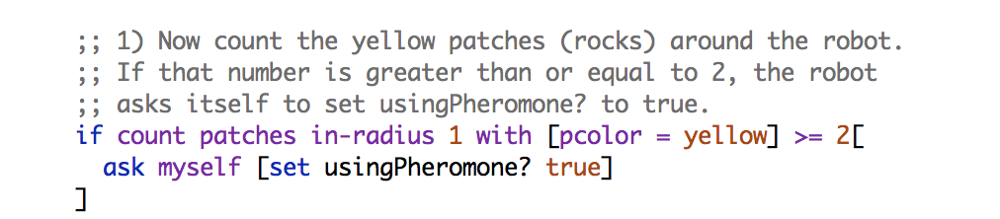 ;; 1) Now count the yellow patches (rocks) around the robot.
;; If that number is greater than or equal to 2, the robot
;; asks itself to set usingPheromone? to true.
if count patches in-radius 1 with [pcolor = yellow] >= 2[
  ask myself [set usingPheromone? true]
]